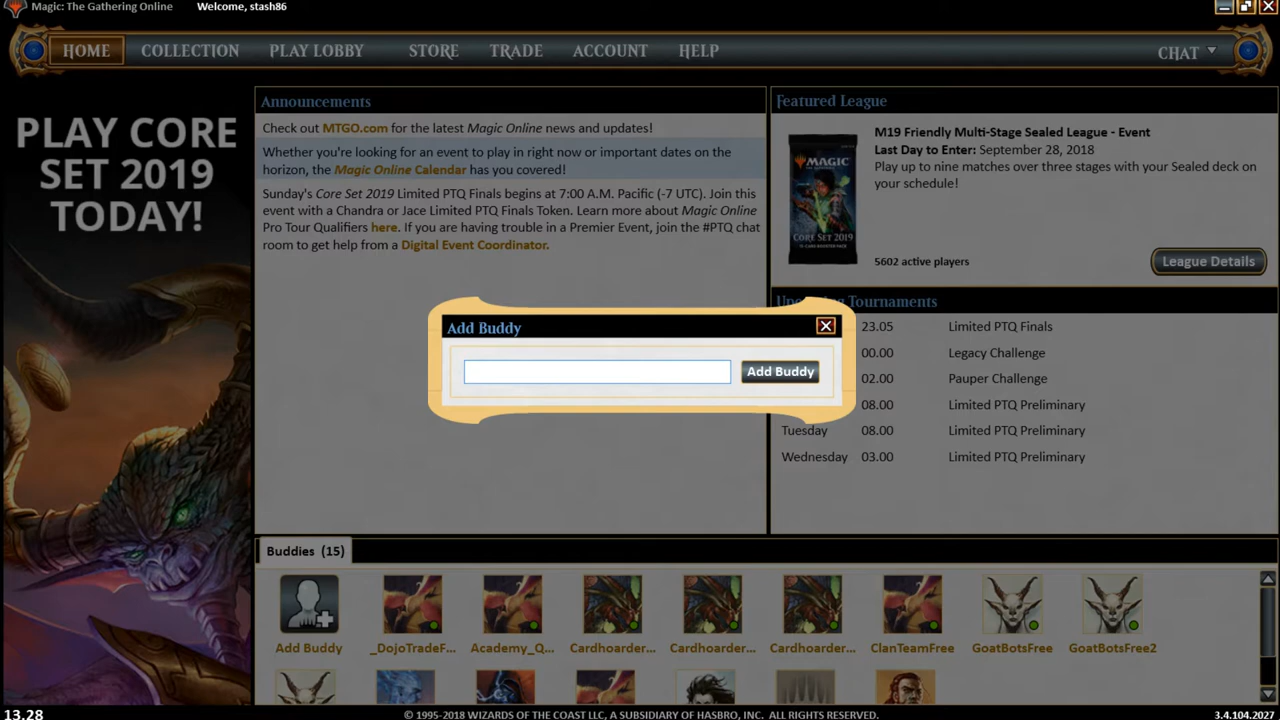 Magic: The Gathering Online
Welcome, stash86
HOME
COLLECTION
PLAY LOBBY
STORE
TRADE
ACCOUNT
HELP
CHAT
PLAY CORE
SET 2019
TODAY!
Announcements
Check out MTGO.com for the latest Magic Online news and updates!
Whether you're looking for an event to play in right now or important dates on the
horizon, the Magic Online Calendar has you covered!
Sunday's Core Set 2019 Limited PTQ Finals begins at 7:00 A.M. Pacific (-7 UTC). Join this
event with a Chandra or Jace Limited PTQ Finals Token. Learn more about Magic Online
Pro Tour Qualifiers here. If you are having trouble in a Premier Event, join the #PTQ chat
room to get help from a Digital Event Coordinator.
Featured League
MAGIC
CORE SET 2019
M19 Friendly Multi-Stage Sealed League - Event
Last Day to Enter: September 28, 2018
Play up to nine matches over three stages with your Sealed deck on
your schedule!
5602 active players
League Details
Tournaments
23.05 Limited PTQ Finals
00.00 Legacy Challenge
02.00 Pauper Challenge
08.00 Limited PTQ Preliminary
Tuesday 08.00 Limited PTQ Preliminary
Wednesday 03.00 Limited PTQ Preliminary
Add Buddy
Add Buddy
Buddies (15)
Add Buddy
_DojoTradeF...
Academy_Q...
Cardhoarder...
Cardhoarder...
Cardhoarder...
ClanTeamFree
GoatBotsFree
GoatBotsFree2
13.28
© 1995-2018 WIZARDS OF THE COAST LLC, A SUBSIDIARY OF HASBRO, INC. ALL RIGHTS RESERVED.
3.4.104.2027